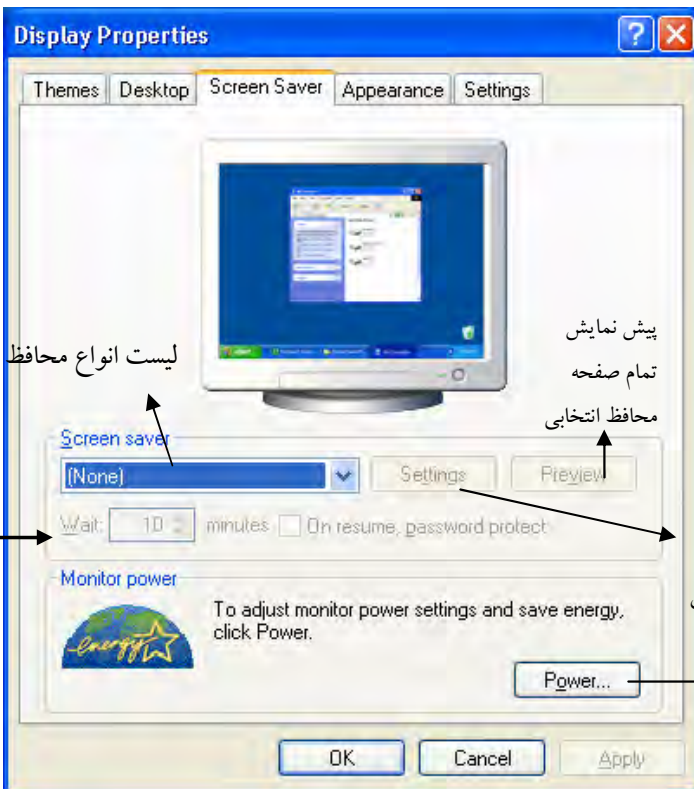 Display Properties
Themes Desktop Screen Saver Appearance Settings
پیش نمایش
تمام صفحه
محافظ انتخابی
لیست انواع محافظ
Screen saver
(None) Settings Preview
Wait: 10 minutes On resume, password protect
Monitor power
To adjust monitor power settings and save energy,
click Power.
energy
Power...
OK Cancel Apply